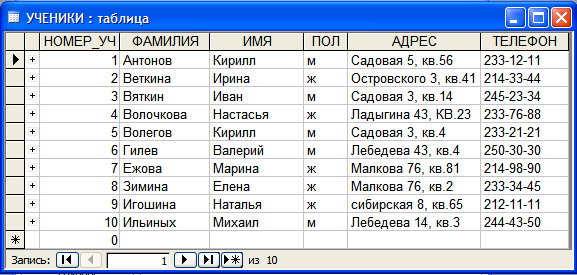 УЧЕНИКИ : таблица
НОМЕР_УЧ ФАМИЛИЯ ИМЯ ПОЛ АДРЕС ТЕЛЕФОН
1 Антонов Кирилл м Садовая 5, кв.56 233-12-11
2 Веткина Ирина ж Островского 3, кв.41 214-33-44
3 Вяткин Иван м Садовая 3, кв.14 245-23-34
4 Волочкова Настасья ж Ладыгина 43, КВ.23 233-76-88
5 Волегов Кирилл м Садовая 3, кв.4 233-21-21
6 Гилев Валерий м Лебедева 43, кв.4 250-30-30
7 Ежова Марина ж Малкова 76, кв.81 214-98-90
8 Зимина Елена ж Малкова 76, кв.2 233-34-45
9 Игошина Наталья ж сибирская 8, кв.65 212-11-11
10 Ильиных Михаил м Лебедева 14, кв.3 244-43-50
0
Запись: 1 из 10